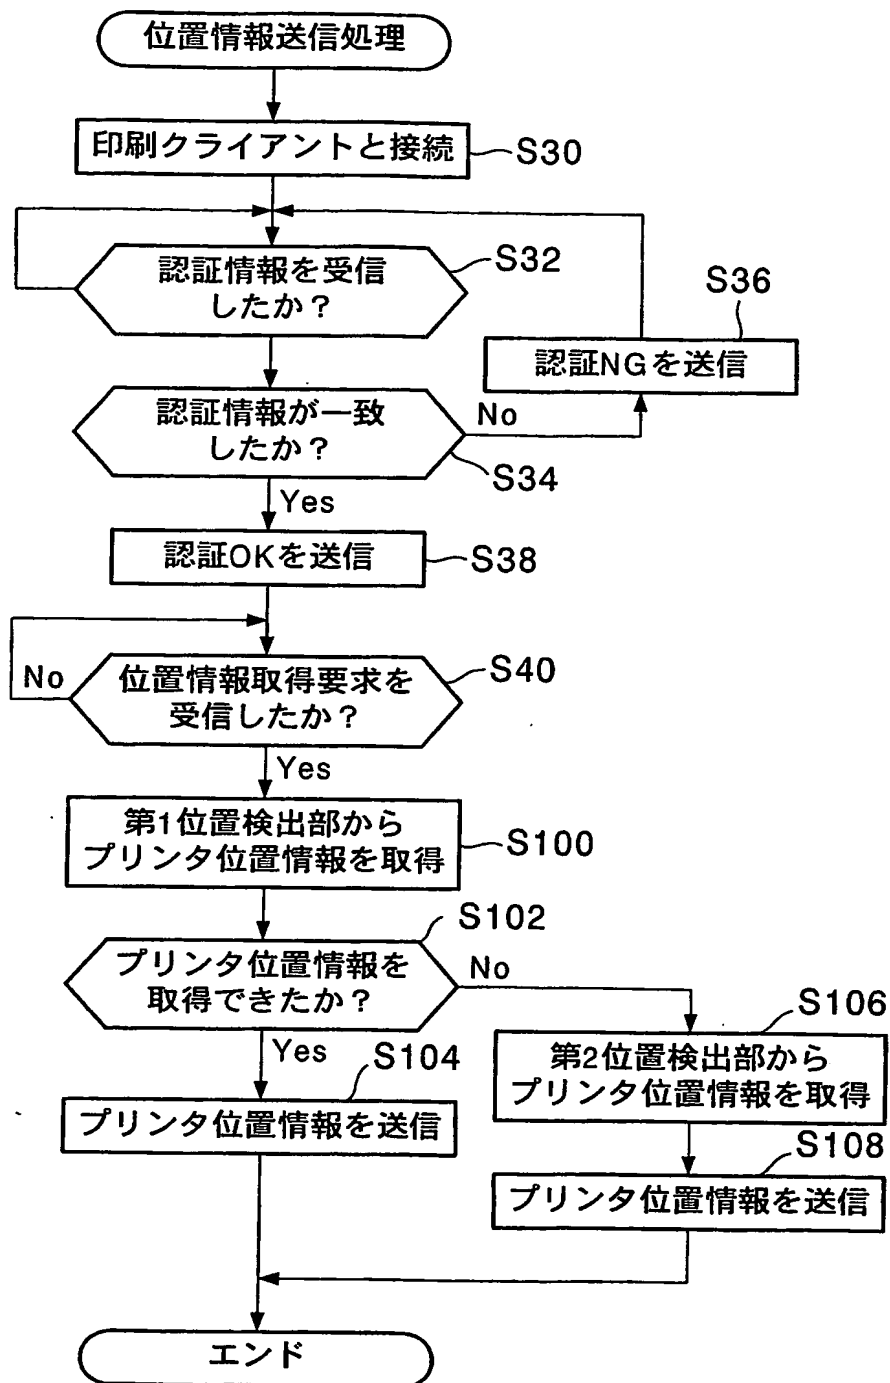 位置情報送信処理
印刷クライアントと接続
S30
認証情報を受信
したか？
S32
S36
認証NGを送信
認証情報が一致
したか？
No
S34
Yes
認証OKを送信
S38
No
位置情報取得要求を
受信したか？
S40
Yes
第1位置検出部から
プリンタ位置情報を取得
S100
S102
プリンタ位置情報を
取得できたか？
No
Yes
S104
プリンタ位置情報を送信
S106
第2位置検出部から
プリンタ位置情報を取得
S108
プリンタ位置情報を送信
エンド